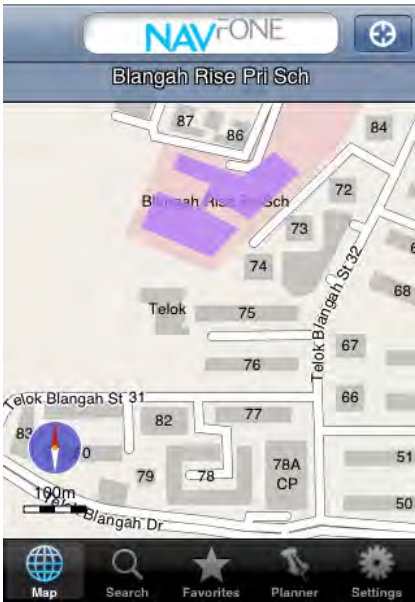 NAVFONE
Blangah Rise Pri Sch
87
86
84
72
Blangah Rise Pri Sch
73
74
68
Telok
75
Telok Blangah St 32
67
76
66
Telok Blangah St 31
82
77
83
51
79
78
78A
CP
100m
50
Blangah Dr
Map
Search
Favorites
Planner
Settings